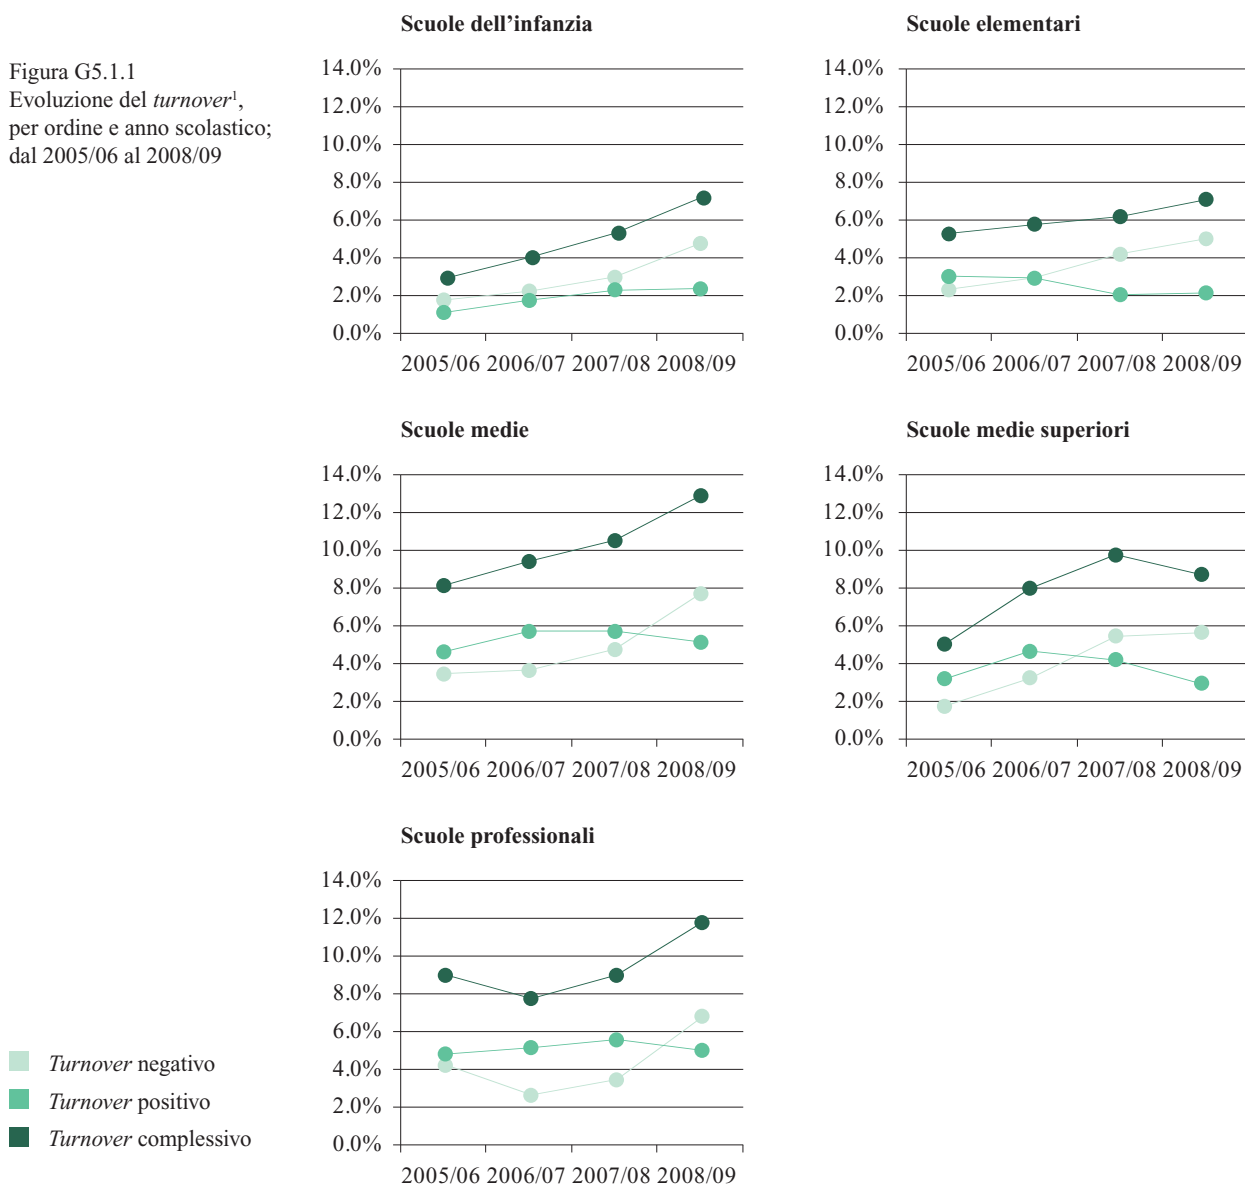 Figura G5.1.1
Evoluzione del turnover¹,
per ordine e anno scolastico;
dal 2005/06 al 2008/09
Scuole dell’infanzia
14.0%
12.0%
10.0%
8.0%
6.0%
4.0%
2.0%
0.0%
2005/06 2006/07 2007/08 2008/09
Scuole elementari
14.0%
12.0%
10.0%
8.0%
6.0%
4.0%
2.0%
0.0%
2005/06 2006/07 2007/08 2008/09
Scuole medie
14.0%
12.0%
10.0%
8.0%
6.0%
4.0%
2.0%
0.0%
2005/06 2006/07 2007/08 2008/09
Scuole medie superiori
14.0%
12.0%
10.0%
8.0%
6.0%
4.0%
2.0%
0.0%
2005/06 2006/07 2007/08 2008/09
Scuole professionali
14.0%
12.0%
10.0%
8.0%
6.0%
4.0%
2.0%
0.0%
2005/06 2006/07 2007/08 2008/09
Turnover negativo
Turnover positivo
Turnover complessivo